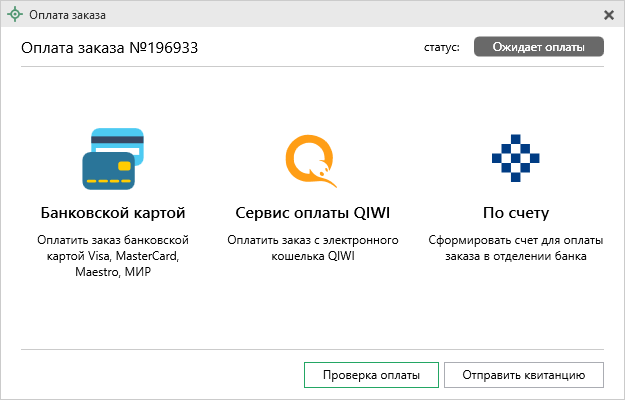 Оплата заказа
Оплата заказа №196933
статус:
Ожидает оплаты
Банковской картой
Оплатить заказ банковской
картой Visa, MasterCard,
Maestro, МИР
Сервис оплаты QIWI
Оплатить заказ с электронного
кошелька QIWI
По счету
Сформировать счет для оплаты
заказа в отделении банка
Проверка оплаты
Отправить квитанцию